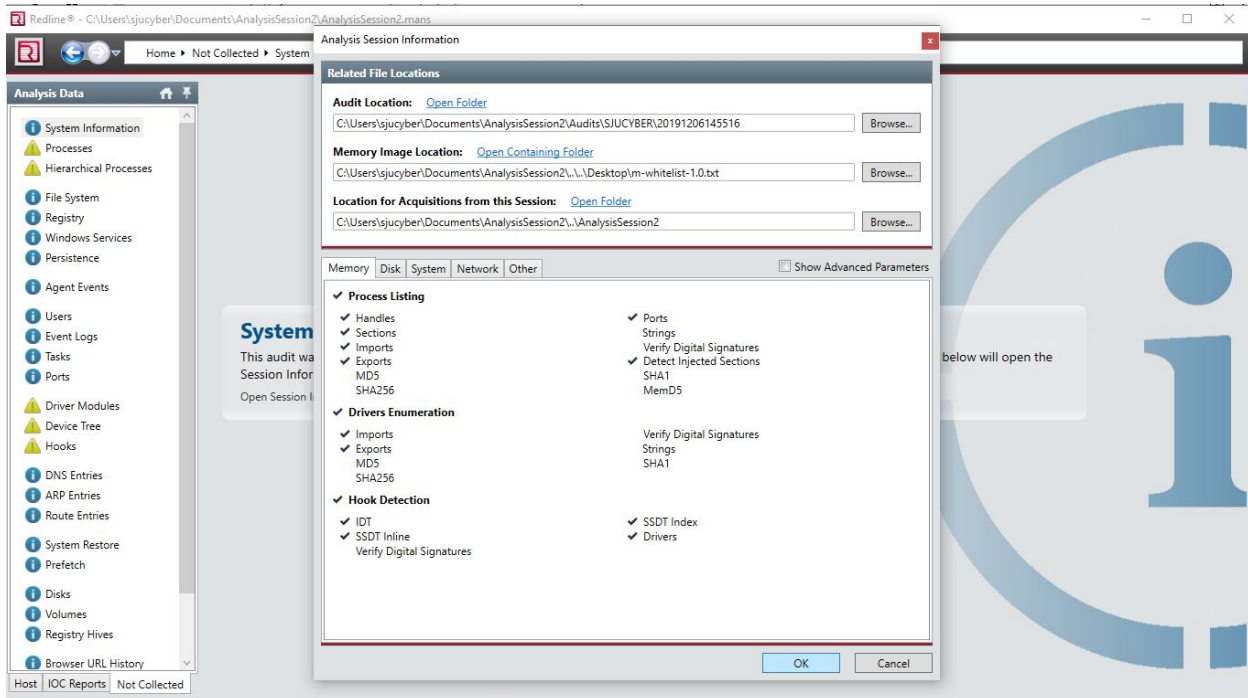 Redline® - C:\Users\sjucyber\Documents\AnalysisSession2\AnalysisSession2.mans
Home ▸ Not Collected ▸ System
Analysis Data
System Information
Processes
Hierarchical Processes
File System
Registry
Windows Services
Persistence
Agent Events
Users
Event Logs
Tasks
Ports
Driver Modules
Device Tree
Hooks
DNS Entries
ARP Entries
Route Entries
System Restore
Prefetch
Disks
Volumes
Registry Hives
Browser URL History
Host IOC Reports Not Collected
System
This audit wa
Session Infor
Open Session I
below will open the
Analysis Session Information
x
Related File Locations
Audit Location: Open Folder
C:\Users\sjucyber\Documents\AnalysisSession2\Audits\SJUCYBER\20191206145516 Browse...
Memory Image Location: Open Containing Folder
C:\Users\sjucyber\Documents\AnalysisSession2\..\..\Desktop\m-whitelist-1.0.txt Browse...
Location for Acquisitions from this Session: Open Folder
C:\Users\sjucyber\Documents\AnalysisSession2\..\AnalysisSession2 Browse...
Memory Disk System Network Other Show Advanced Parameters
✔ Process Listing
✔ Handles ✔ Ports
✔ Sections Strings
✔ Imports Verify Digital Signatures
✔ Exports ✔ Detect Injected Sections
MD5 SHA1
SHA256 MemD5
✔ Drivers Enumeration
✔ Imports Verify Digital Signatures
✔ Exports Strings
MD5 SHA1
SHA256
✔ Hook Detection
✔ IDT ✔ SSDT Index
✔ SSDT Inline ✔ Drivers
Verify Digital Signatures
OK Cancel